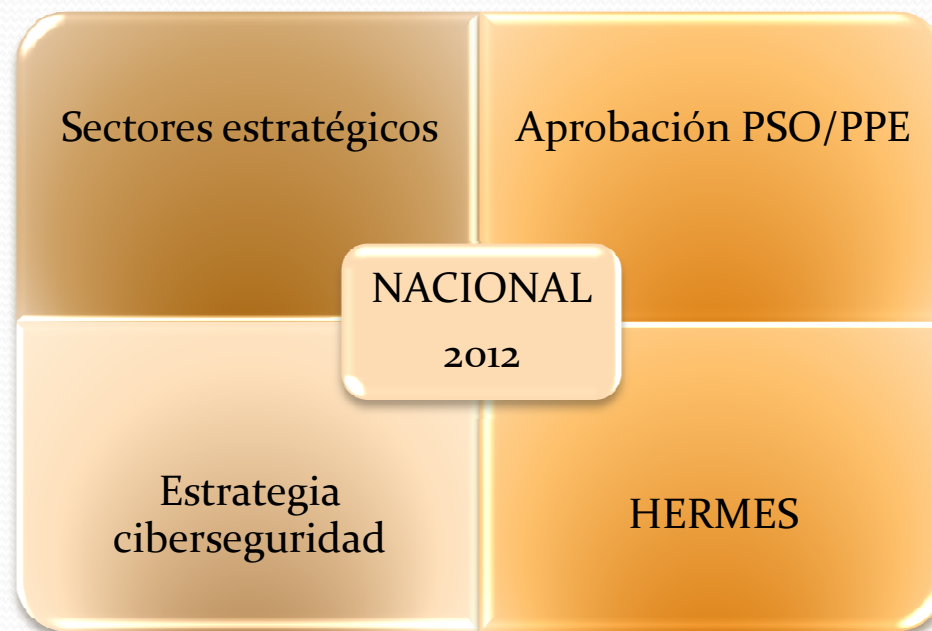 Sectores estratégicos
Aprobación PSO/PPE
NACIONAL
2012
Estrategia
ciberseguridad
HERMES